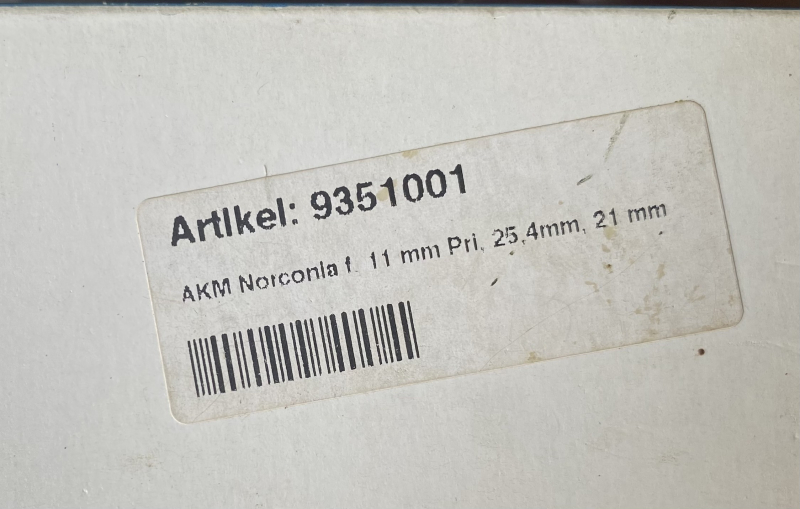 Artikel: 9351001
AKM Norconia f. 11 mm Pri. 25,4mm, 21 mm